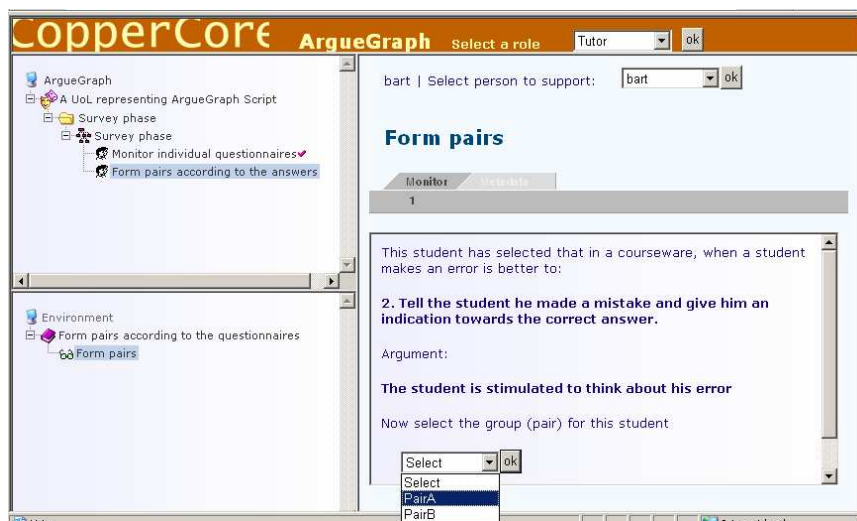 CopperCore ArgueGraph Select a role Tutor ok
ArgueGraph
A UoL representing ArgueGraph Script
Survey phase
Survey phase
Monitor individual questionnaires
Form pairs according to the answers
Environment
Form pairs according to the questionnaires
Form pairs
bart | Select person to support: bart ok
Form pairs
Monitor Metadata
1
This student has selected that in a courseware, when a student
makes an error is better to:
2. Tell the student he made a mistake and give him an
indication towards the correct answer.
Argument:
The student is stimulated to think about his error
Now select the group (pair) for this student
Select ok
Select
PairA
PairB